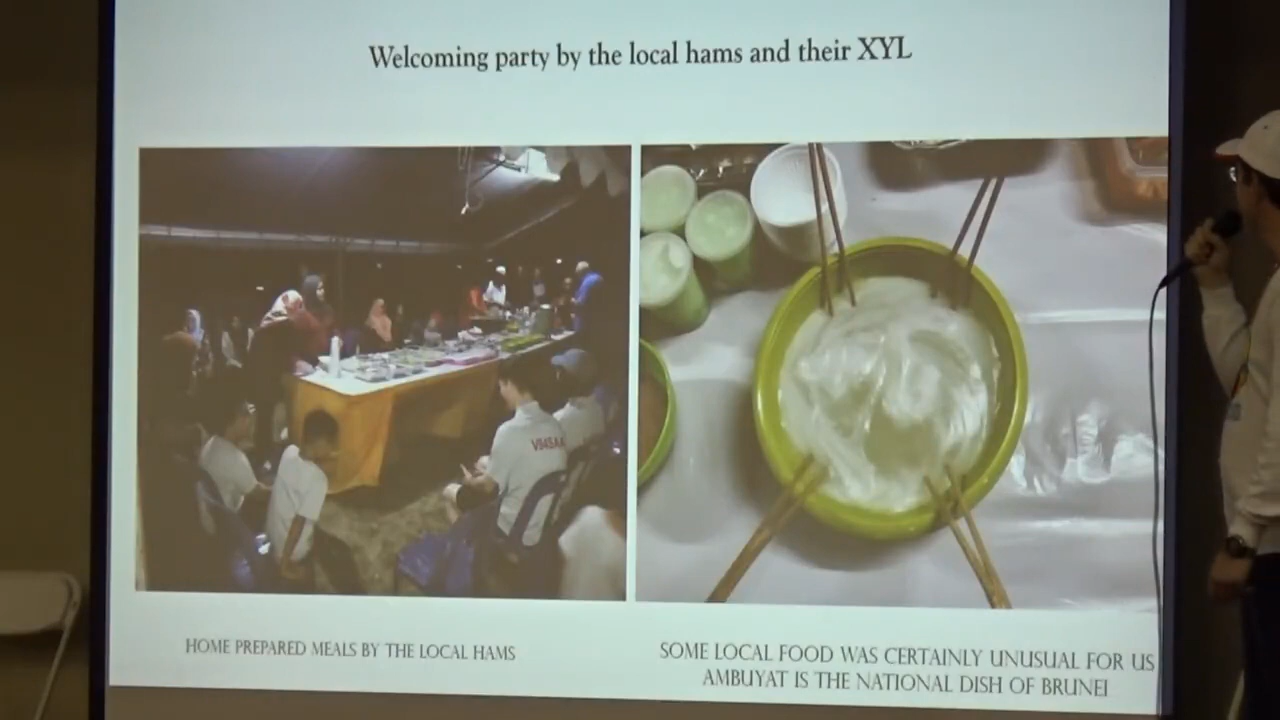 Welcoming party by the local hams and their XYL
V84SAA
HOME PREPARED MEALS BY THE LOCAL HAMS
SOME LOCAL FOOD WAS CERTAINLY UNUSUAL FOR US
AMBUYAT IS THE NATIONAL DISH OF BRUNEI